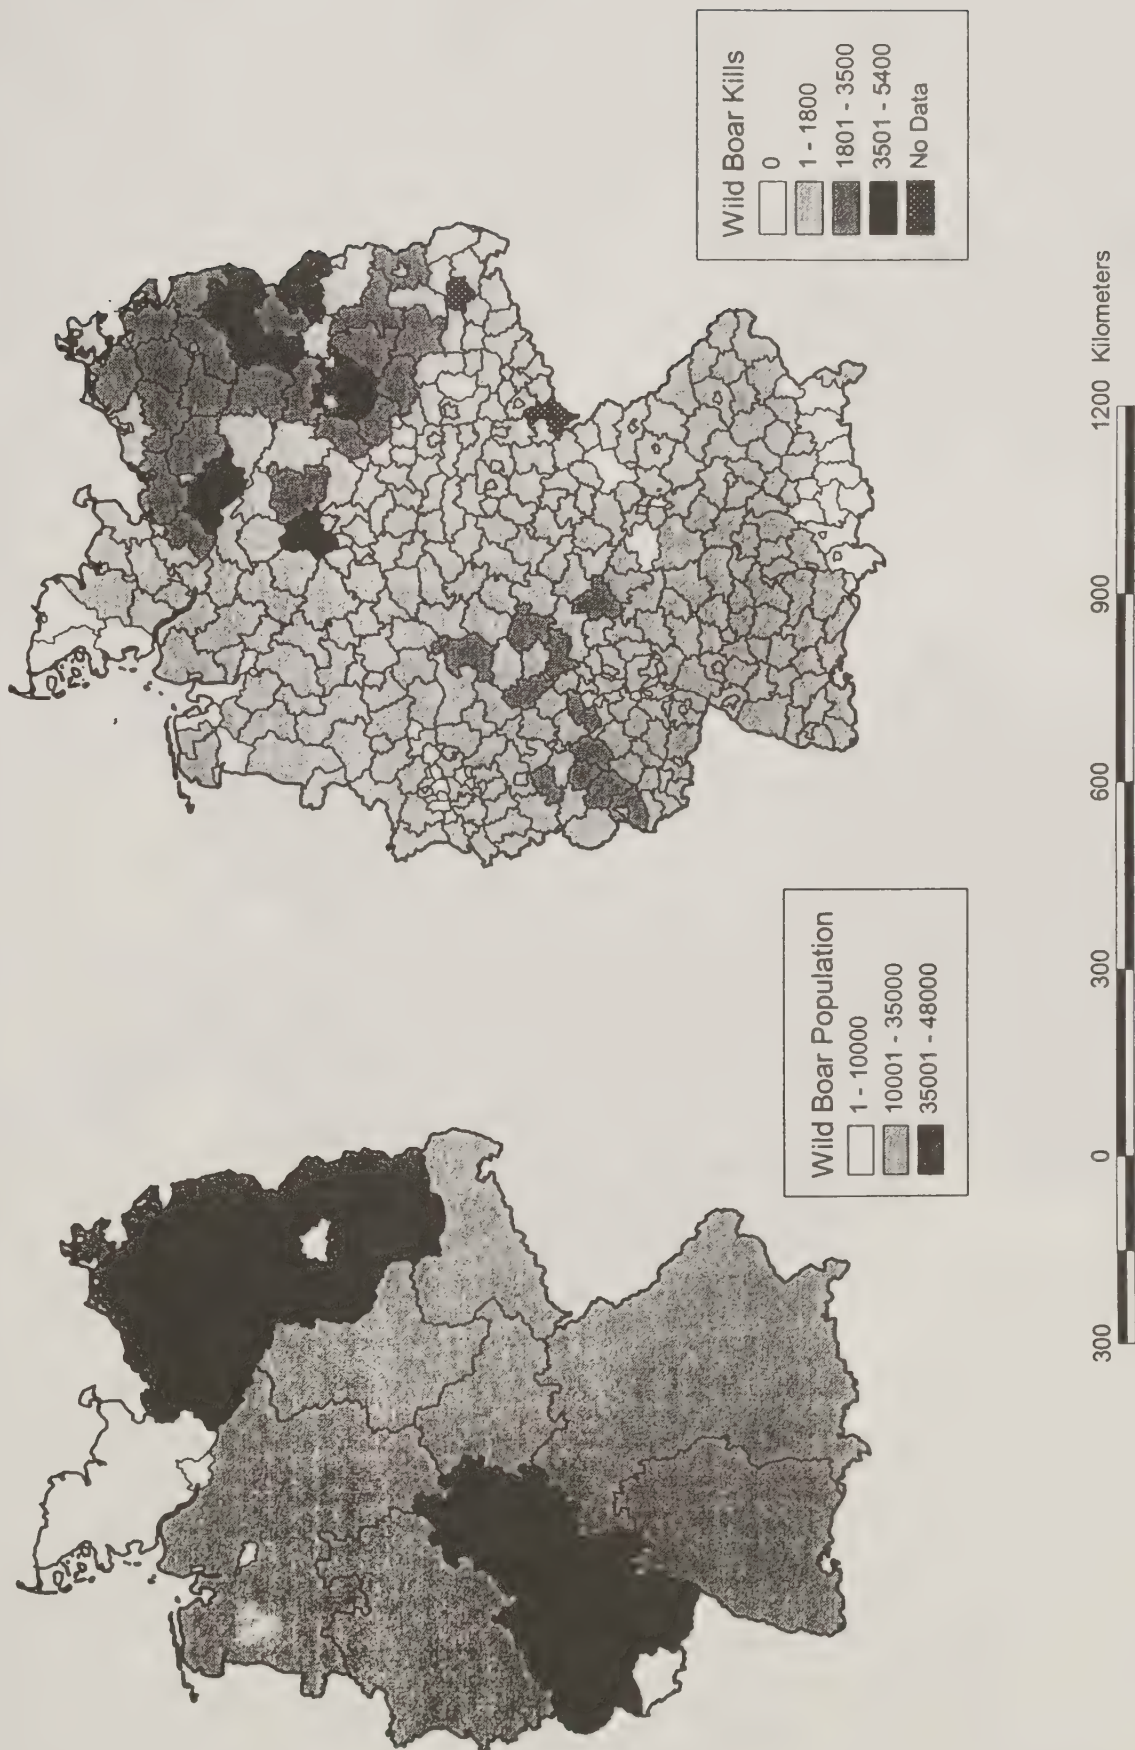 Wild Boar Kills
0
1 - 1800
1801 - 3500
3501 - 5400
No Data
Wild Boar Population
1 - 10000
10001 - 35000
35001 - 48000
300 0 300 600 900 1200 Kilometers